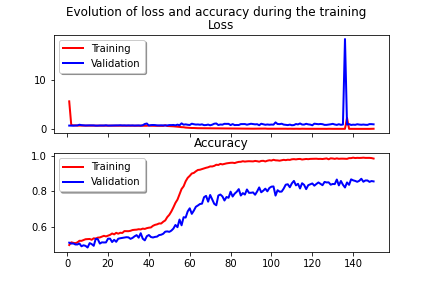 Evolution of loss and accuracy during the training
Loss
Training
Validation
10
0
Accuracy
1.0
Training
Validation
0.8
0.6
0 20 40 60 80 100 120 140